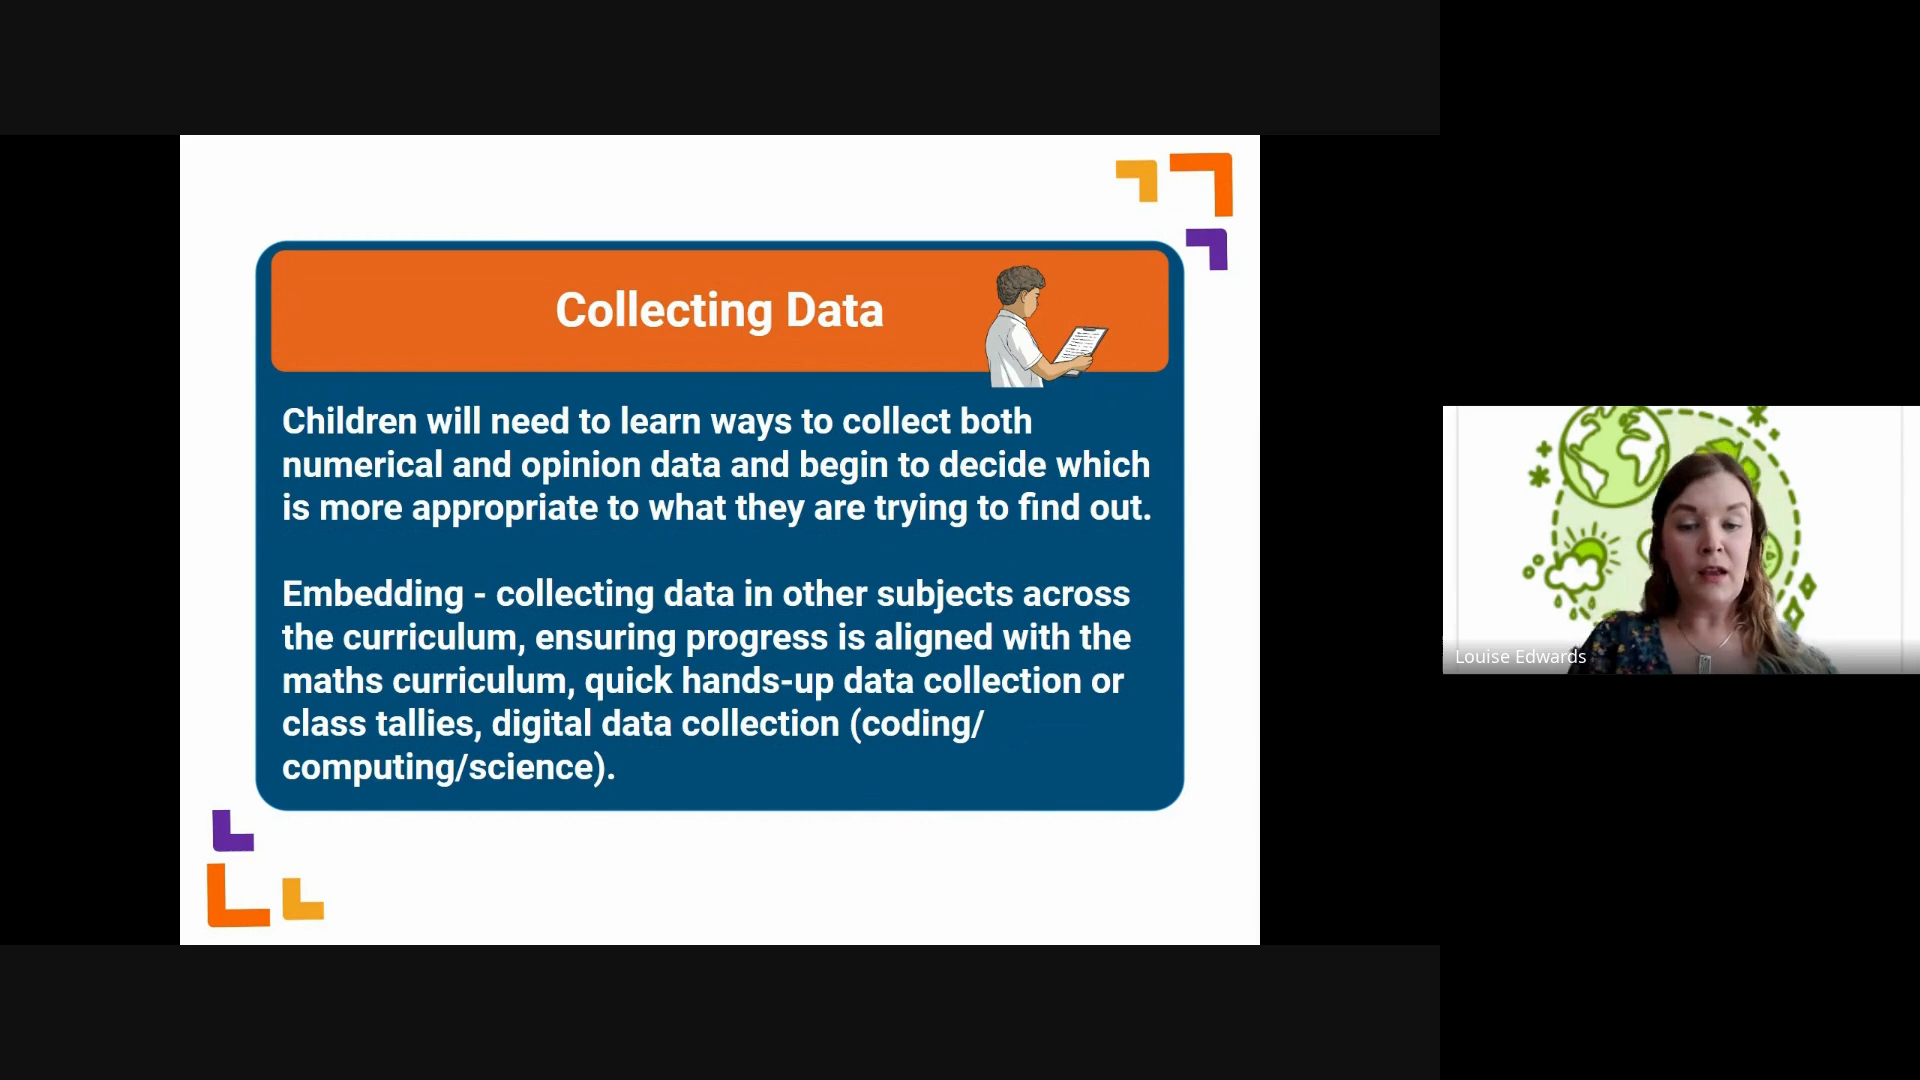 Collecting Data
Children will need to learn ways to collect both
numerical and opinion data and begin to decide which
is more appropriate to what they are trying to find out.
Embedding - collecting data in other subjects across
the curriculum, ensuring progress is aligned with the
maths curriculum, quick hands-up data collection or
class tallies, digital data collection (coding/
computing/science).
Louise Edwards